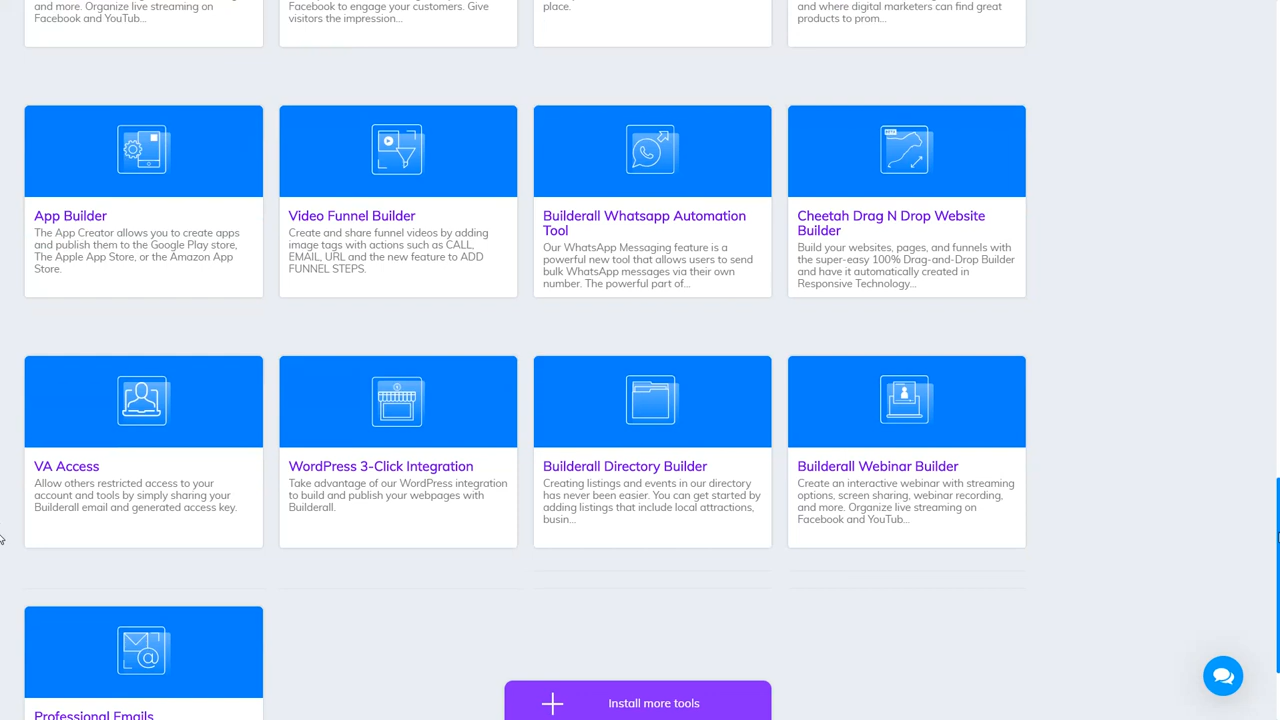 and more. Organize live streaming on
Facebook and YouTub...
Facebook to engage your customers. Give
visitors the impression...
place.
and where digital marketers can find great
products to prom...
App Builder
The App Creator allows you to create apps
and publish them to the Google Play store,
The Apple App Store, or the Amazon App
Store.
Video Funnel Builder
Create and share funnel videos by adding
image tags with actions such as CALL,
EMAIL, URL and the new feature to ADD
FUNNEL STEPS.
Builderall Whatsapp Automation
Tool
Our WhatsApp Messaging feature is a
powerful new tool that allows users to send
bulk WhatsApp messages via their own
number. The powerful part of...
BETA
Cheetah Drag N Drop Website
Builder
Build your websites, pages, and funnels with
the super-easy 100% Drag-and-Drop Builder
and have it automatically created in
Responsive Technology...
VA Access
Allow others restricted access to your
account and tools by simply sharing your
Builderall email and generated access key.
WordPress 3-Click Integration
Take advantage of our WordPress integration
to build and publish your webpages with
Builderall.
Builderall Directory Builder
Creating listings and events in our directory
has never been easier. You can get started by
adding listings that include local attractions,
busin...
Builderall Webinar Builder
Create an interactive webinar with streaming
options, screen sharing, webinar recording,
and more. Organize live streaming on
Facebook and YouTub...
Professional Emails
Install more tools